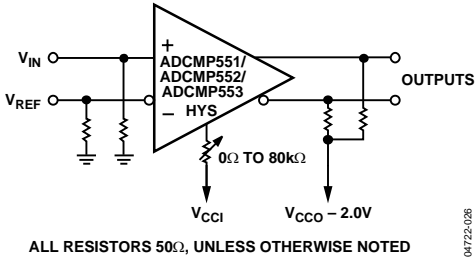 V_IN
V_REF
+
ADCMP551/
ADCMP552/
ADCMP553
−
HYS
OUTPUTS
0Ω TO 80kΩ
V_CCI
V_CCO – 2.0V
ALL RESISTORS 50Ω, UNLESS OTHERWISE NOTED
04722-026